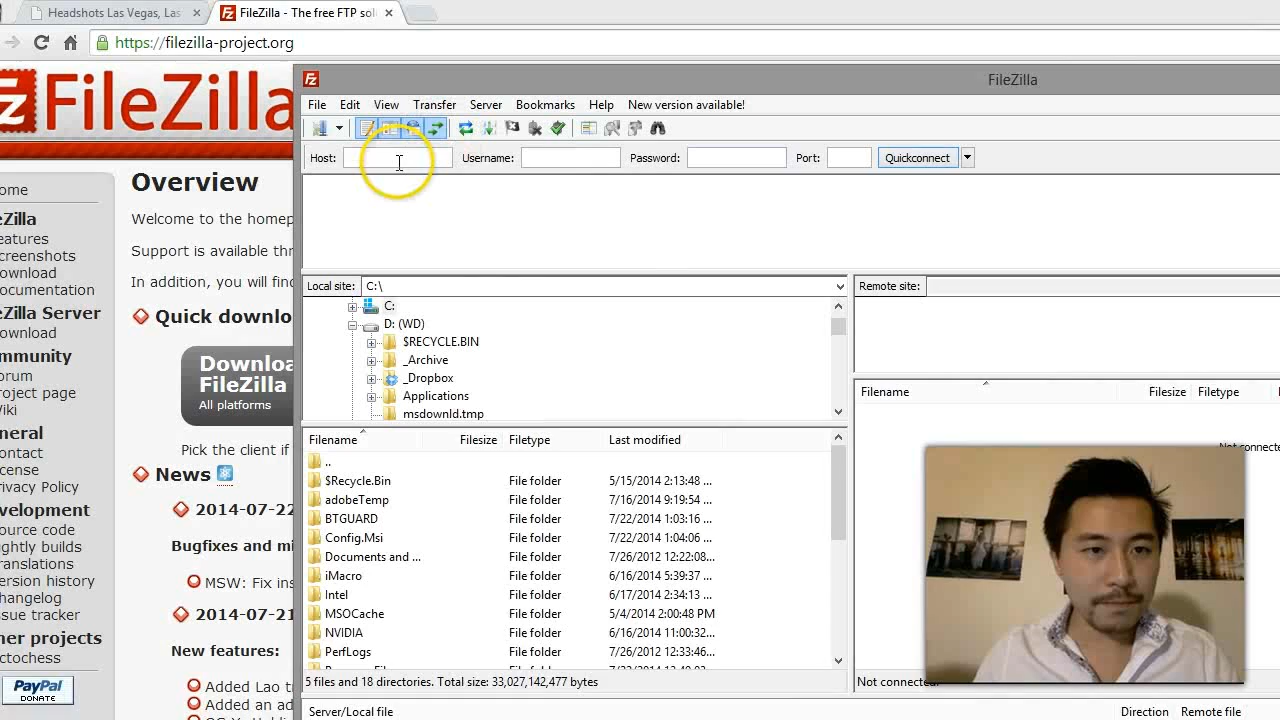 Headshots Las Vegas, Las
FileZilla - The free FTP sol
https://filezilla-project.org
FileZilla
FileZilla
File Edit View Transfer Server Bookmarks Help New version available!
Host: Username: Password: Port: Quickconnect
ome
eZilla
eatures
creenshots
ownload
ocumentation
eZilla Server
ownload
mmunity
orum
roject page
iki
neral
ontact
cense
rivacy Policy
velopment
ource code
ightly builds
ranslations
ersion history
hangelog
ssue tracker
her projects
ctochess
PayPal
DONATE
Overview
Welcome to the homep
Support is available thr
In addition, you will find
Quick downlo
Downloa
FileZilla
All platforms
Pick the client if
News
2014-07-22
Bugfixes and mi
MSW: Fix ins
2014-07-21
New features:
Added Lao tr
Added an ad
Local site: C:\
C:
D: (WD)
$RECYCLE.BIN
_Archive
_Dropbox
Applications
msdownld.tmp
Filename Filesize Filetype Last modified
..
$Recycle.Bin File folder 5/15/2014 2:13:48 ...
adobeTemp File folder 7/16/2014 9:19:54 ...
BTGUARD File folder 7/22/2014 1:03:16 ...
Config.Msi File folder 7/22/2014 1:04:06 ...
Documents and ... File folder 7/26/2012 12:22:08...
iMacro File folder 6/16/2014 5:39:37 ...
Intel File folder 6/17/2014 2:34:13 ...
MSOCache File folder 5/4/2014 2:00:48 PM
NVIDIA File folder 6/16/2014 11:00:32...
PerfLogs File folder 7/26/2012 12:33:46...
5 files and 18 directories. Total size: 33,027,142,477 bytes
Remote site:
Filename Filesize Filetype
Not connected
Not connected.
Server/Local file Direction Remote file